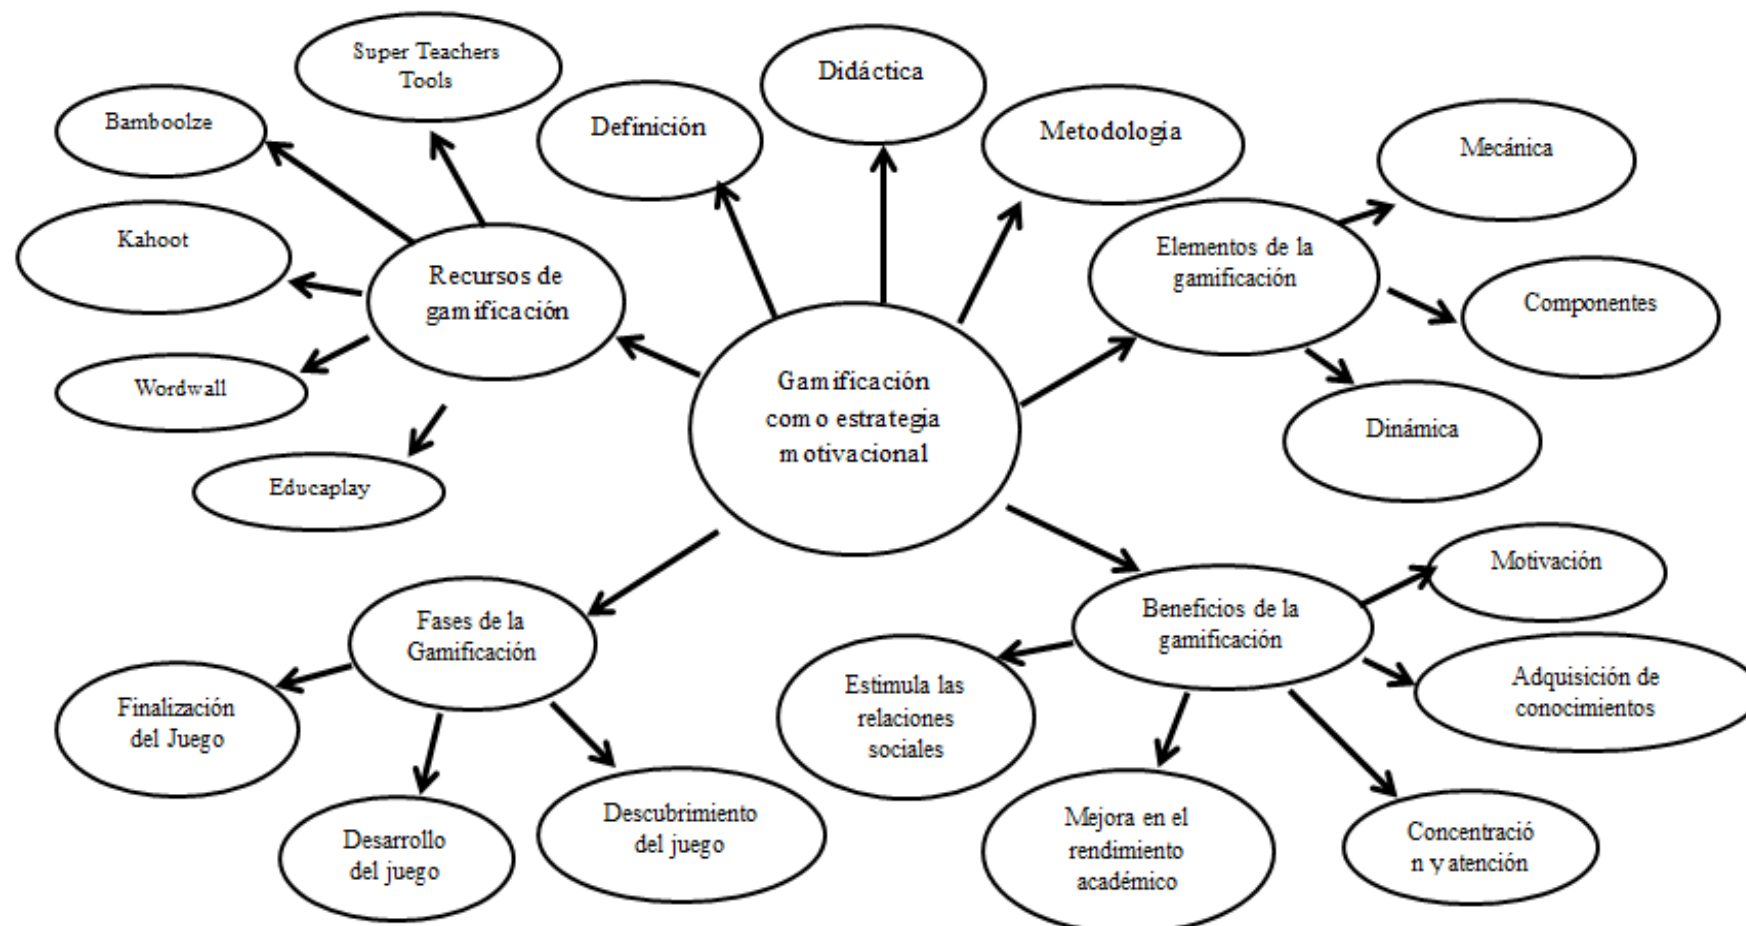 Super Teachers
Tools
Bamboolze
Kahoot
Wordwall
Educaplay
Recursos de
gamificación
Definición
Didáctica
Metodología
Elementos de la
gamificación
Mecánica
Componentes
Dinámica
Gamificación
como estrategia
motivacional
Fases de la
Gamificación
Finalización
del Juego
Desarrollo
del juego
Descubrimiento
del juego
Beneficios de la
gamificación
Motivación
Adquisición de
conocimientos
Concentració
n y atención
Mejora en el
rendimiento
académico
Estimula las
relaciones
sociales